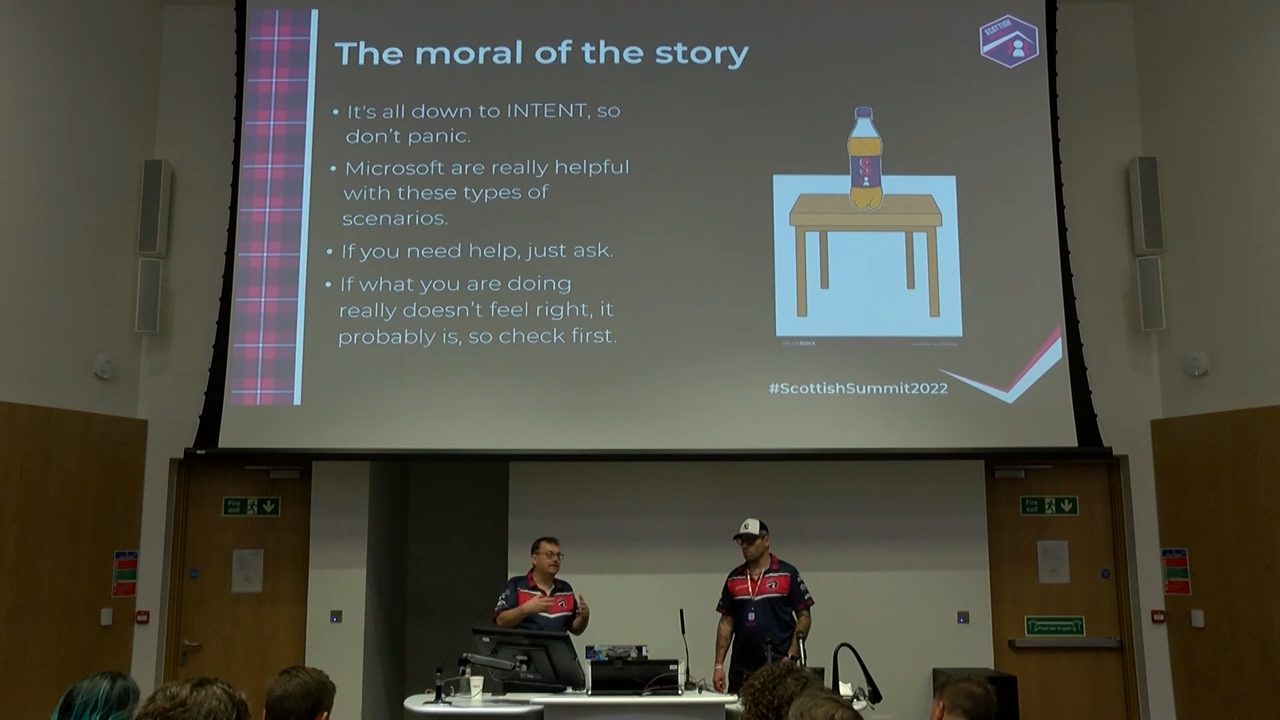 The moral of the story
SCOTTISH
• It's all down to INTENT, so
don't panic.
• Microsoft are really helpful
with these types of
scenarios.
• If you need help, just ask.
• If what you are doing
really doesn't feel right, it
probably is, so check first.
S
VectorStock
#ScottishSummit2022
Fire
exit
Fire
exit